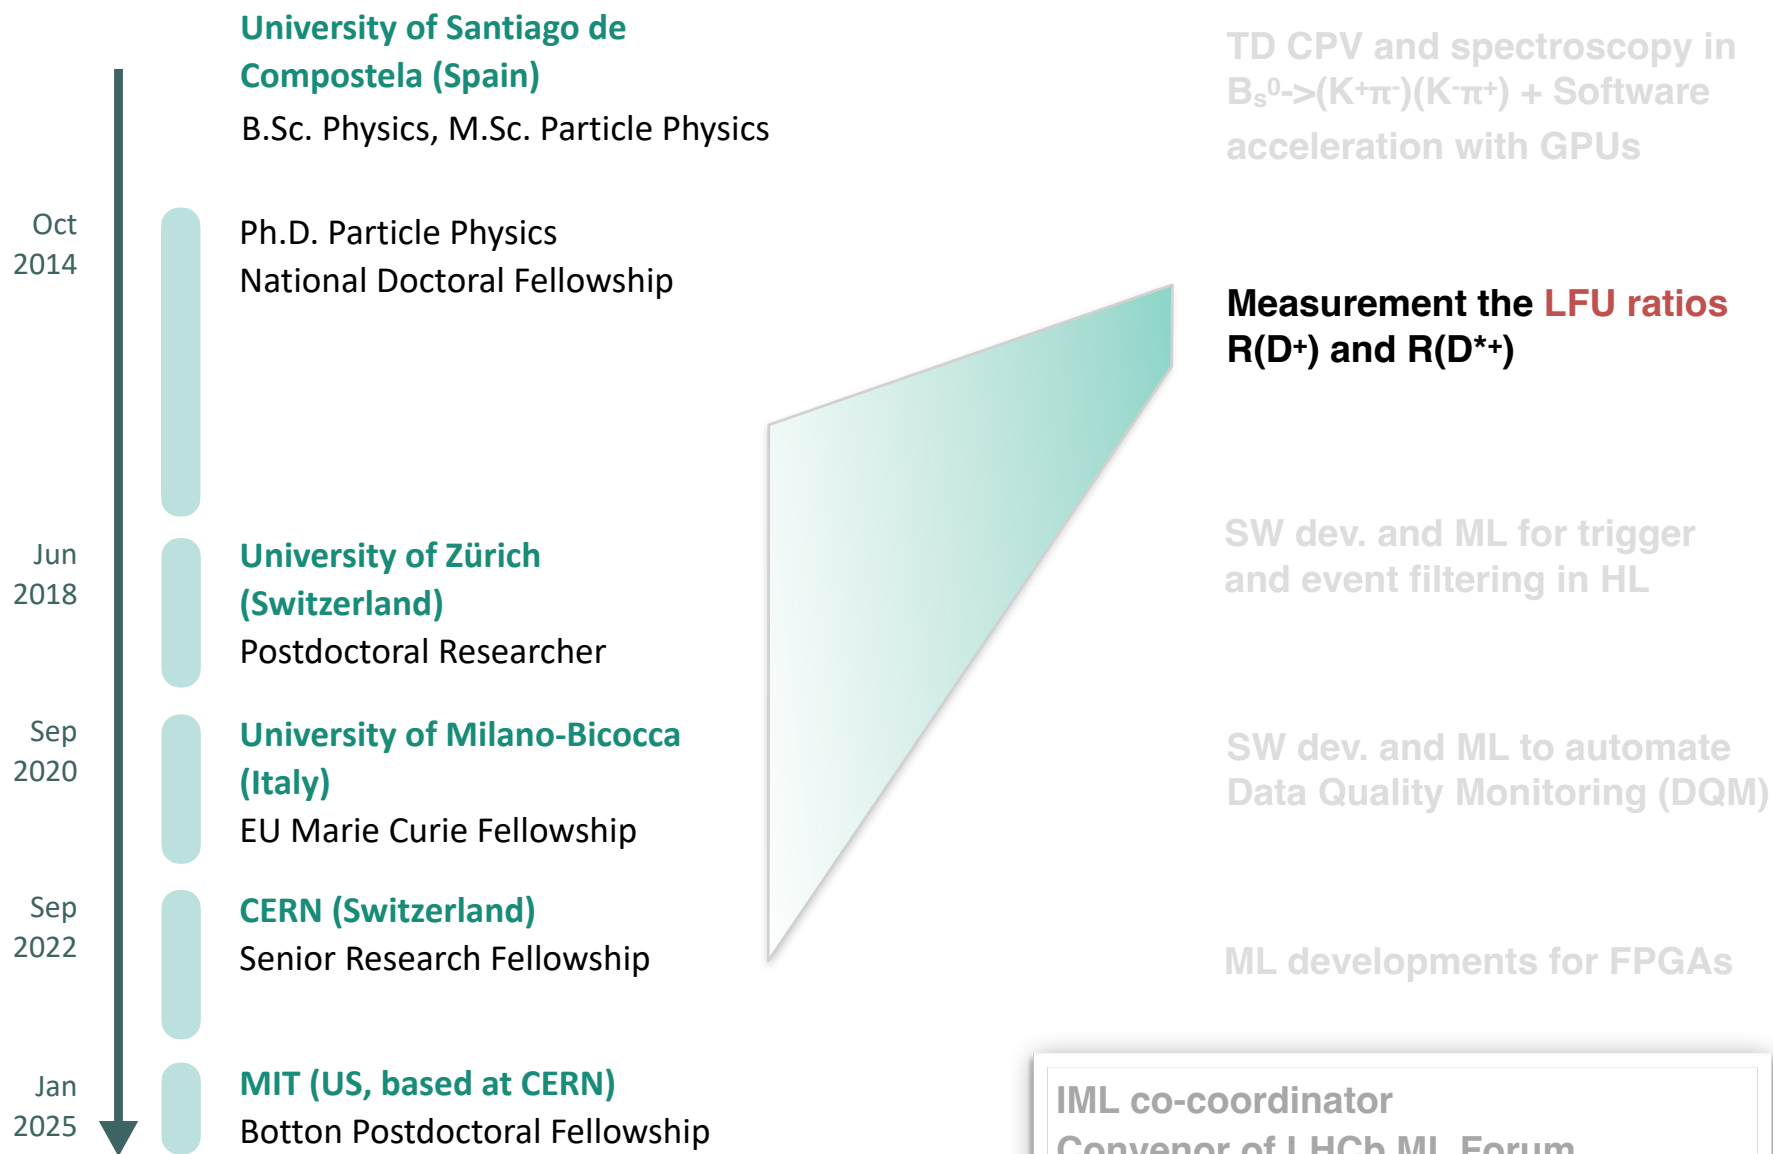 University of Santiago de
Compostela (Spain)
B.Sc. Physics, M.Sc. Particle Physics
Oct
2014
Ph.D. Particle Physics
National Doctoral Fellowship
Jun
2018
University of Zürich
(Switzerland)
Postdoctoral Researcher
Sep
2020
University of Milano-Bicocca
(Italy)
EU Marie Curie Fellowship
Sep
2022
CERN (Switzerland)
Senior Research Fellowship
Jan
2025
MIT (US, based at CERN)
Botton Postdoctoral Fellowship
TD CPV and spectroscopy in
Bₛ⁰->(K⁺π⁻)(K⁻π⁺) + Software
acceleration with GPUs
Measurement the LFU ratios
R(D⁺) and R(D*⁺)
SW dev. and ML for trigger
and event filtering in HL
SW dev. and ML to automate
Data Quality Monitoring (DQM)
ML developments for FPGAs
IML co-coordinator
Convenor of LHCb ML Forum